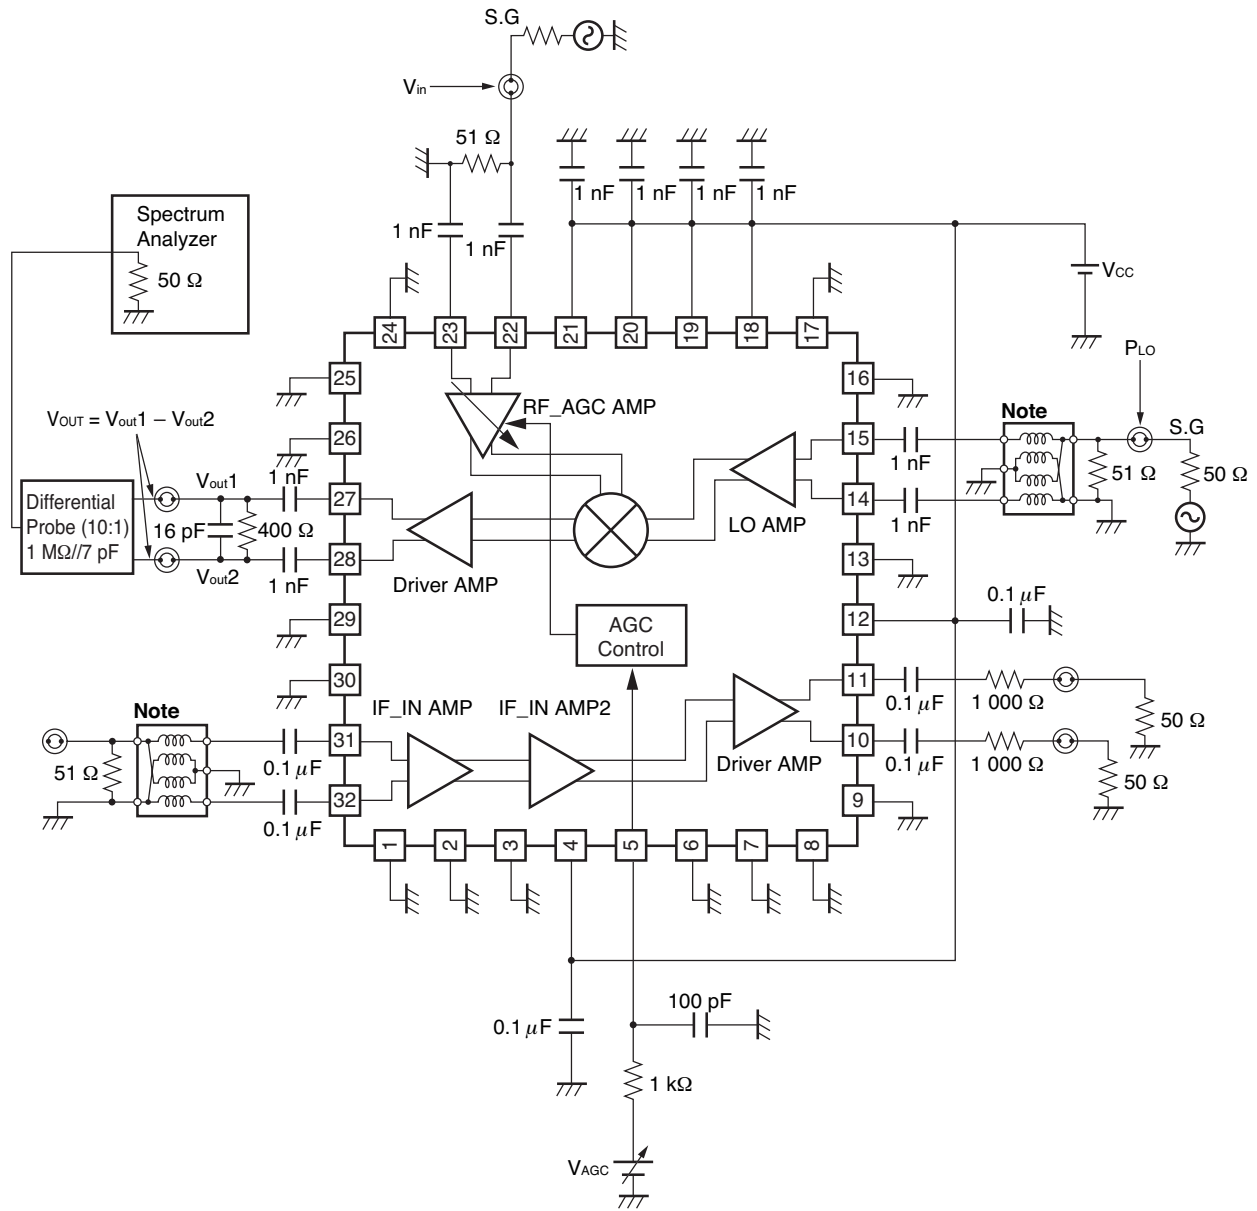 S.G
Vin
51 Ω
1 nF
1 nF
1 nF
1 nF
1 nF
1 nF
Spectrum
Analyzer
50 Ω
VCC
24
23
22
21
20
19
18
17
PLO
25
16
Note
S.G
RF_AGC AMP
VOUT = Vout1 – Vout2
26
15
1 nF
51 Ω
50 Ω
1 nF
Vout1
27
14
Differential
Probe (10:1)
1 MΩ//7 pF
16 pF
400 Ω
LO AMP
1 nF
28
13
Vout2
1 nF
Driver AMP
0.1 µF
29
12
AGC
Control
30
11
0.1 µF
1 000 Ω
50 Ω
Note
IF_IN AMP
IF_IN AMP2
31
10
51 Ω
0.1 µF
Driver AMP
0.1 µF
1 000 Ω
50 Ω
32
9
0.1 µF
1
2
3
4
5
6
7
8
100 pF
0.1 µF
1 kΩ
VAGC